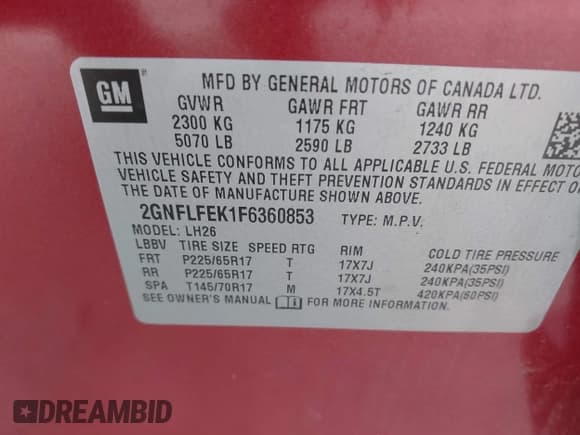 GM
MFD BY GENERAL MOTORS OF CANADA LTD.
GVWR GAWR FRT GAWR RR
2300 KG 1175 KG 1240 KG
5070 LB 2590 LB 2733 LB
THIS VEHICLE CONFORMS TO ALL APPLICABLE U.S. FEDERAL MOTO
VEHICLE SAFETY AND THEFT PREVENTION STANDARDS IN EFFECT O
THE DATE OF MANUFACTURE SHOWN ABOVE.
2GNFLFEK1F6360853 TYPE: M.P.V.
MODEL: LH26
LBBV TIRE SIZE SPEED RTG RIM COLD TIRE PRESSURE
FRT P225/65R17 T 17X7J 240KPA(35PSI)
RR P225/65R17 T 17X7J 240KPA(35PSI)
SPA T145/70R17 M 17X4.5T 420KPA(60PSI)
SEE OWNER'S MANUAL FOR MORE INFORMATION.
DREAMBID